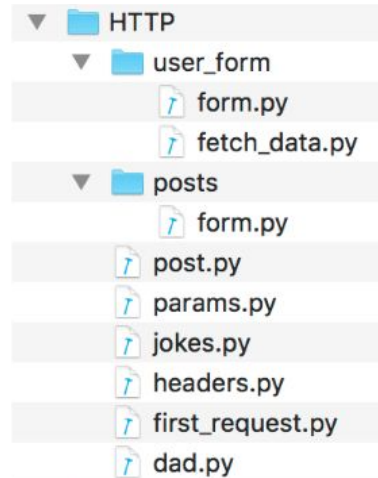 HTTP
user_form
form.py
fetch_data.py
posts
form.py
post.py
params.py
jokes.py
headers.py
first_request.py
dad.py